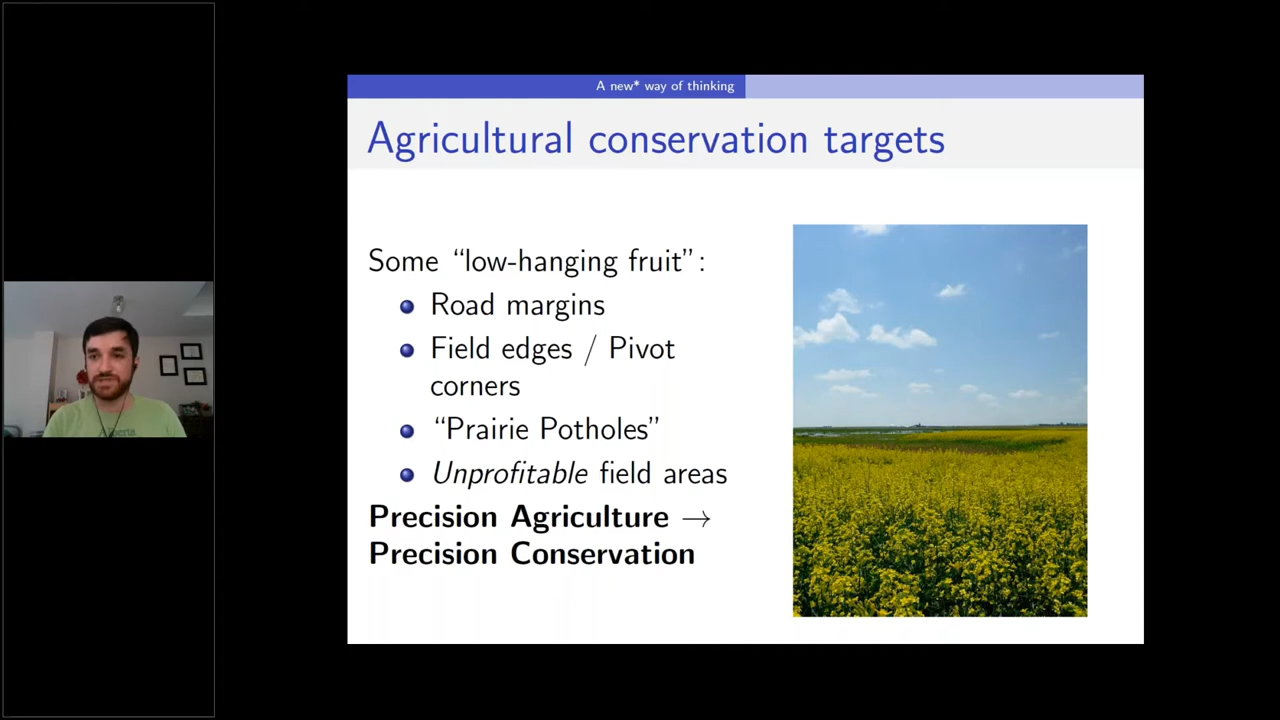 A new* way of thinking
Agricultural conservation targets
Some “low-hanging fruit”:
Road margins
Field edges / Pivot
corners
“Prairie Potholes”
Unprofitable field areas
Precision Agriculture →
Precision Conservation